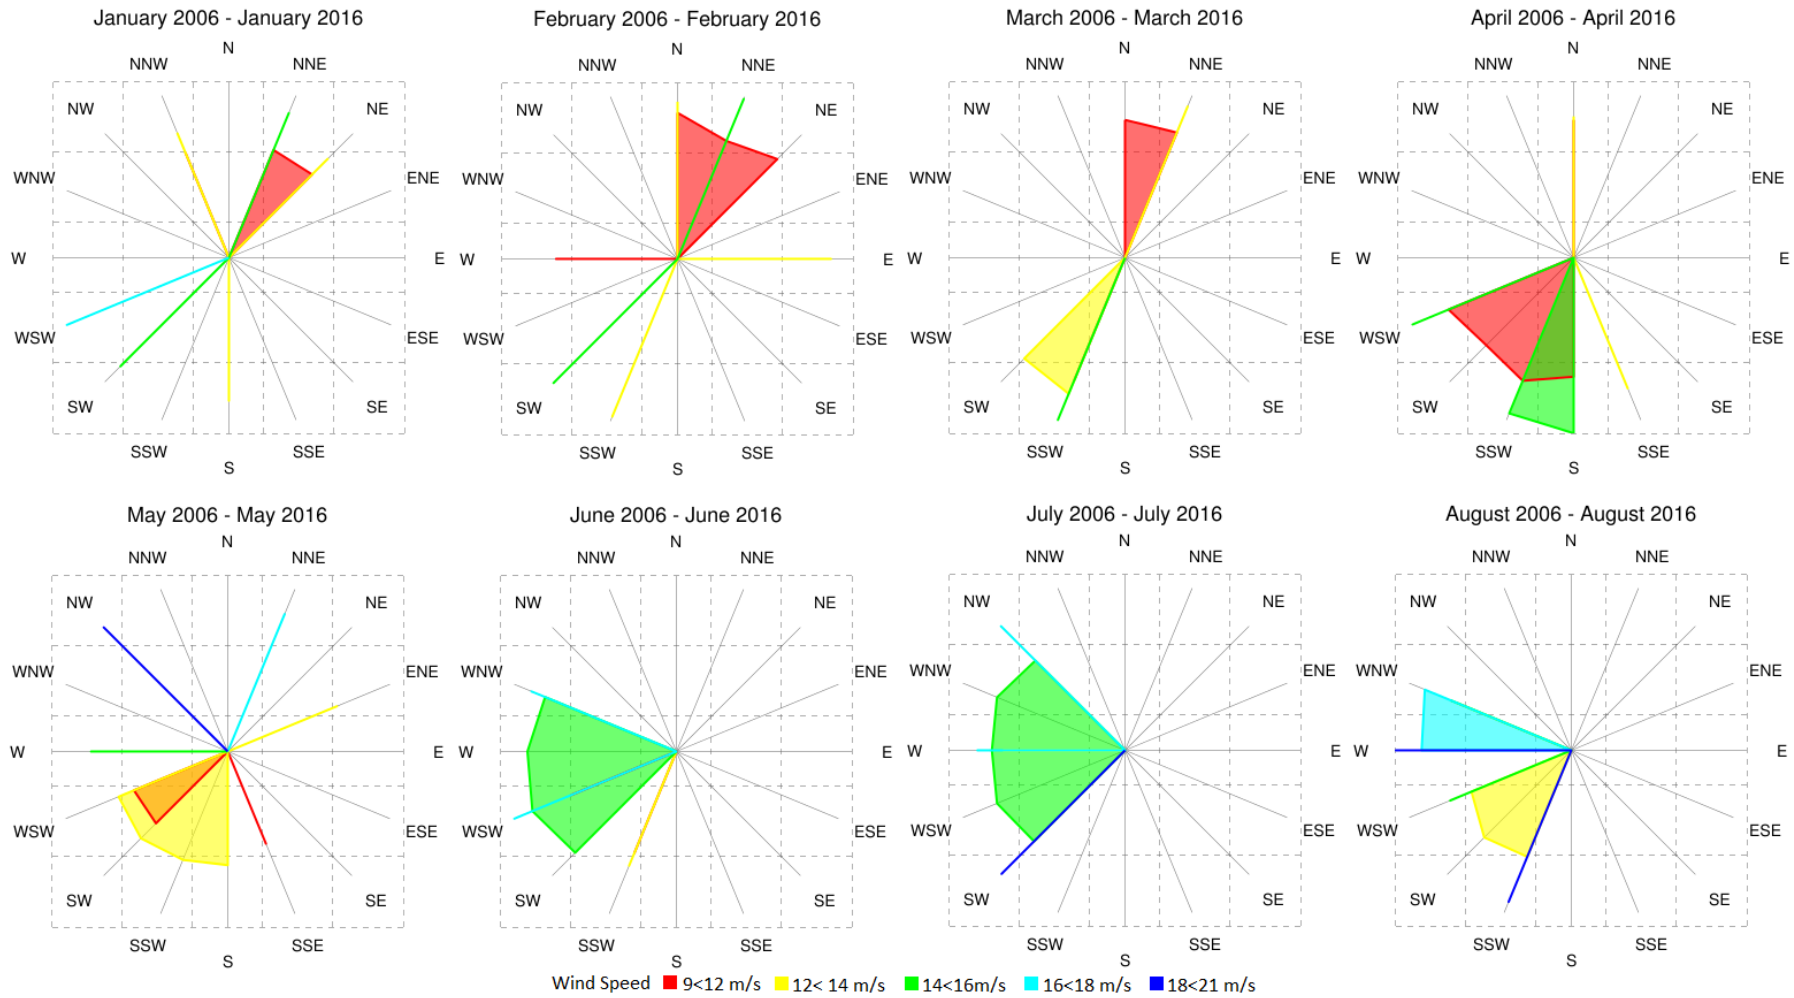 January 2006 - January 2016
February 2006 - February 2016
March 2006 - March 2016
April 2006 - April 2016
N
NNW
NNE
NW
NE
WNW
ENE
W
E
WSW
ESE
SW
SE
SSW
SSE
S
N
NNW
NNE
NW
NE
WNW
ENE
W
E
WSW
ESE
SW
SE
SSW
SSE
S
N
NNW
NNE
NW
NE
WNW
ENE
W
E
WSW
ESE
SW
SE
SSW
SSE
S
N
NNW
NNE
NW
NE
WNW
ENE
W
E
WSW
ESE
SW
SE
SSW
SSE
S
May 2006 - May 2016
June 2006 - June 2016
July 2006 - July 2016
August 2006 - August 2016
N
NNW
NNE
NW
NE
WNW
ENE
W
E
WSW
ESE
SW
SE
SSW
SSE
S
N
NNW
NNE
NW
NE
WNW
ENE
W
E
WSW
ESE
SW
SE
SSW
SSE
S
N
NNW
NNE
NW
NE
WNW
ENE
W
E
WSW
ESE
SW
SE
SSW
SSE
S
N
NNW
NNE
NW
NE
WNW
ENE
W
E
WSW
ESE
SW
SE
SSW
SSE
S
Wind Speed 9<12 m/s 12< 14 m/s 14<16m/s 16<18 m/s 18<21 m/s